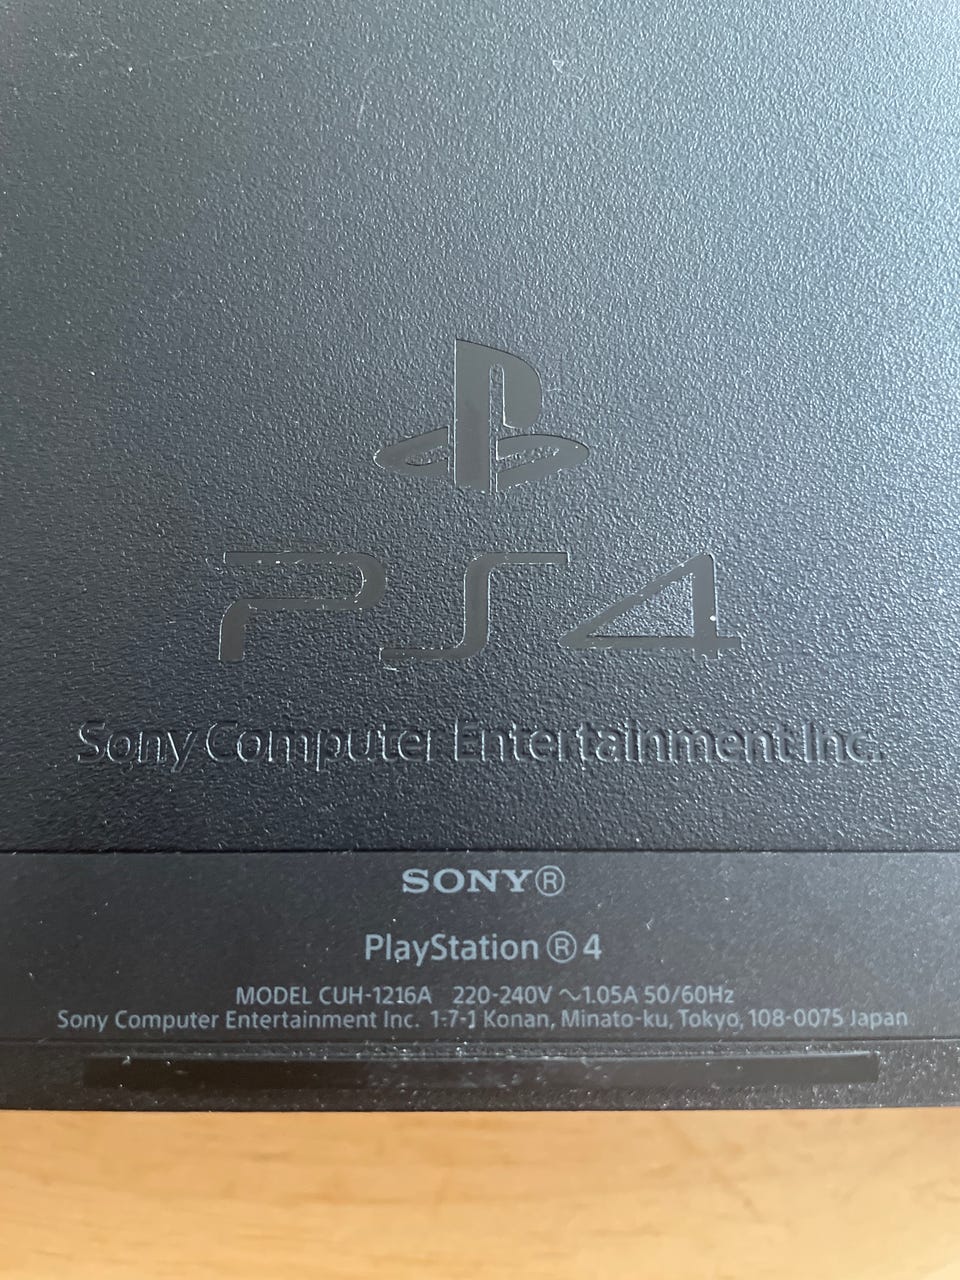 PS4
Sony Computer Entertainment Inc.
SONY®
PlayStation®4
MODEL CUH-1216A 220-240V ~1.05A 50/60Hz
Sony Computer Entertainment Inc. 1-7-1 Konan, Minato-ku, Tokyo, 108-0075 Japan